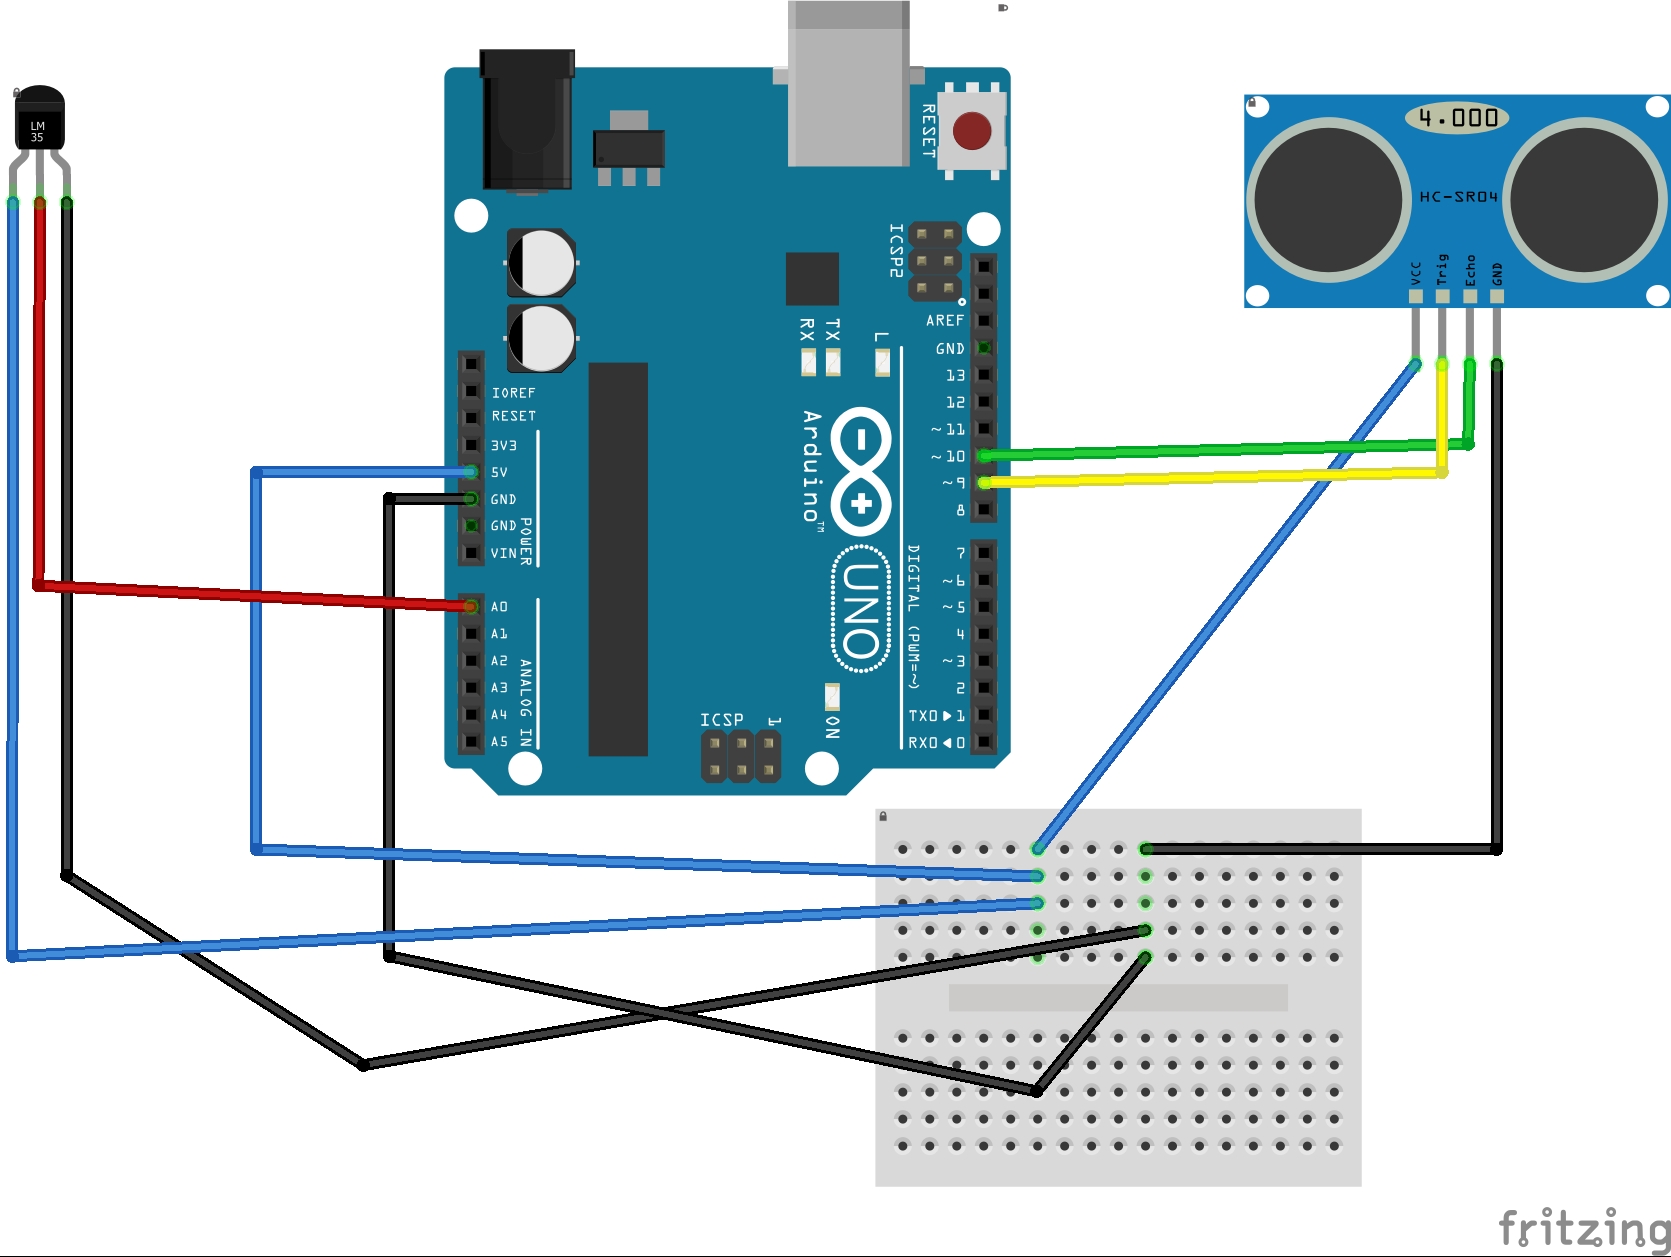 LM
35
RESET
ICSP2
AREF
GND
RX
TX
L
13
12
~11
~10
~9
8
IOREF
RESET
3V3
5V
GND
GND
VIN
POWER
Arduino™
UNO
DIGITAL (PWM=~)
7
~6
~5
4
~3
2
TX0▶1
RX0◀0
A0
A1
A2
A3
A4
A5
ANALOG IN
ICSP
1
ON
4.000
HC-SR04
VCC
Trig
Echo
GND
fritzing